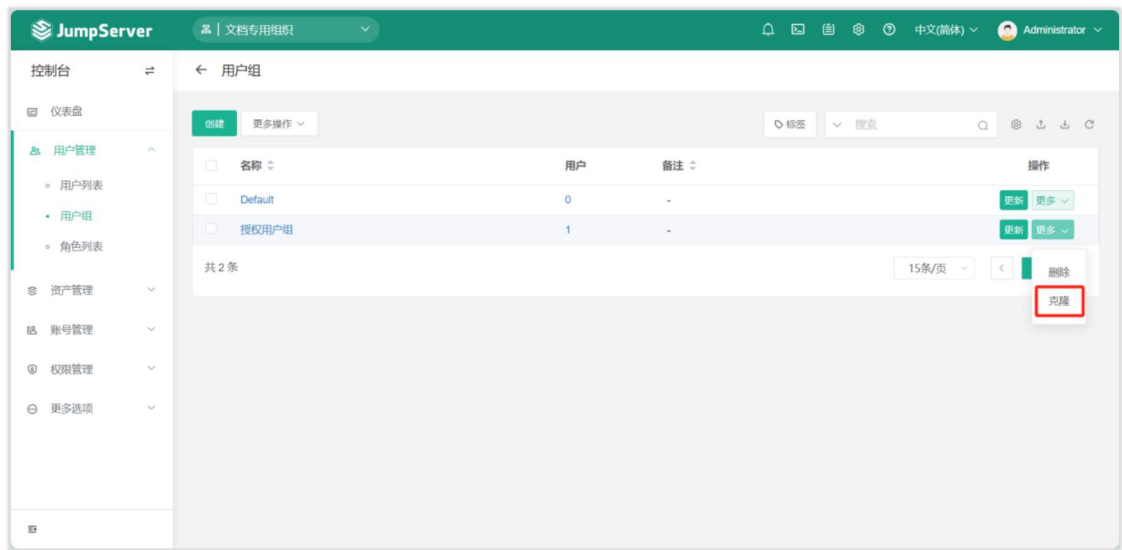 JumpServer 文档专用组织 中文(简体) Administrator
控制台 用户组
仪表盘
创建 更多操作 标签 搜索
用户管理
名称 用户 备注 操作
用户列表
Default 0 - 更新 更多
用户组
授权用户组 1 - 更新 更多
角色列表
共 2 条 15条/页
删除
资产管理
克隆
账号管理
权限管理
更多选项